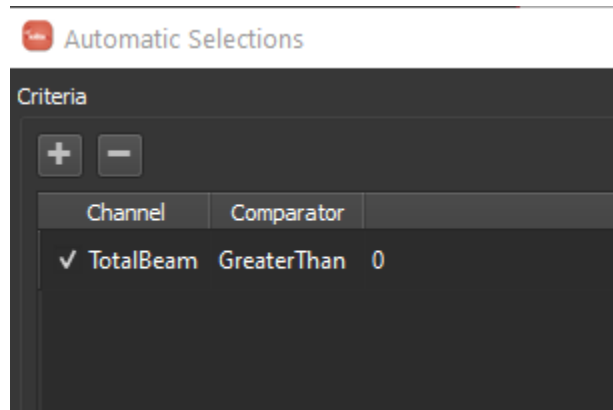 Automatic Selections
Criteria
+ −
Channel Comparator
✓ TotalBeam GreaterThan 0